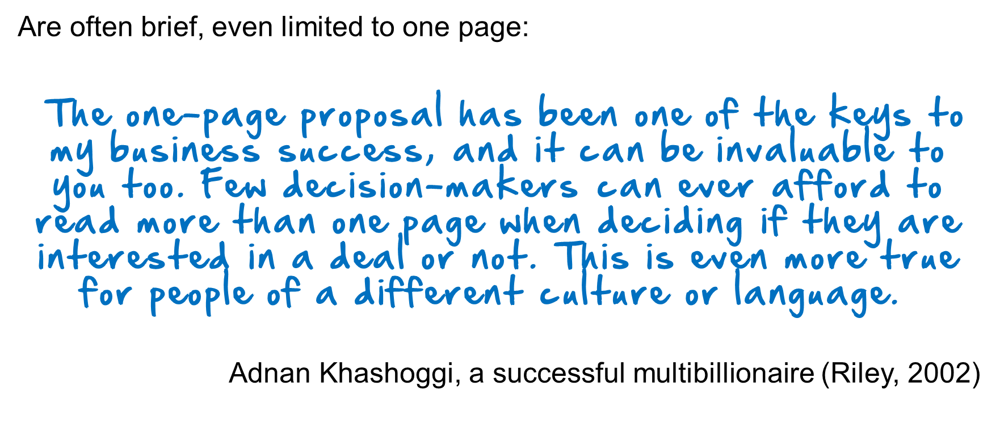 Are often brief, even limited to one page:
The one-page proposal has been one of the keys to
my business success, and it can be invaluable to
you too. Few decision-makers can ever afford to
read more than one page when deciding if they are
interested in a deal or not. This is even more true
for people of a different culture or language.
Adnan Khashoggi, a successful multibillionaire (Riley, 2002)